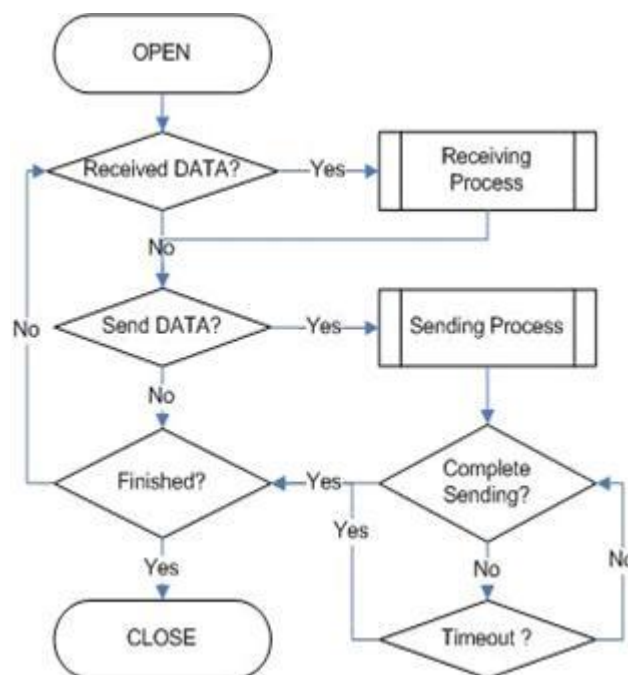 OPEN
Received DATA?
Yes
Receiving
Process
No
Send DATA?
Yes
Sending Process
No
No
Finished?
Yes
Complete
Sending?
Yes
No
No
Yes
CLOSE
Timeout ?